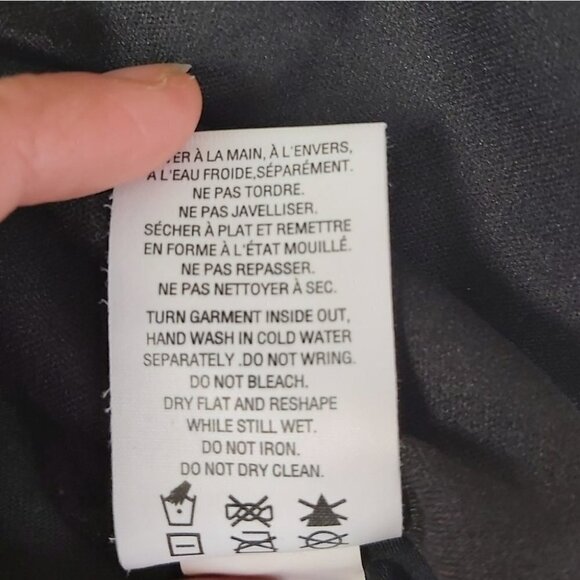 À LA MAIN, À L'ENVERS,
À L'EAU FROIDE,SÉPARÉMENT.
NE PAS TORDRE.
NE PAS JAVELLISER.
SÉCHER À PLAT ET REMETTRE
EN FORME À L'ÉTAT MOUILLÉ.
NE PAS REPASSER.
NE PAS NETTOYER À SEC.
TURN GARMENT INSIDE OUT,
HAND WASH IN COLD WATER
SEPARATELY .DO NOT WRING.
DO NOT BLEACH.
DRY FLAT AND RESHAPE
WHILE STILL WET.
DO NOT IRON.
DO NOT DRY CLEAN.